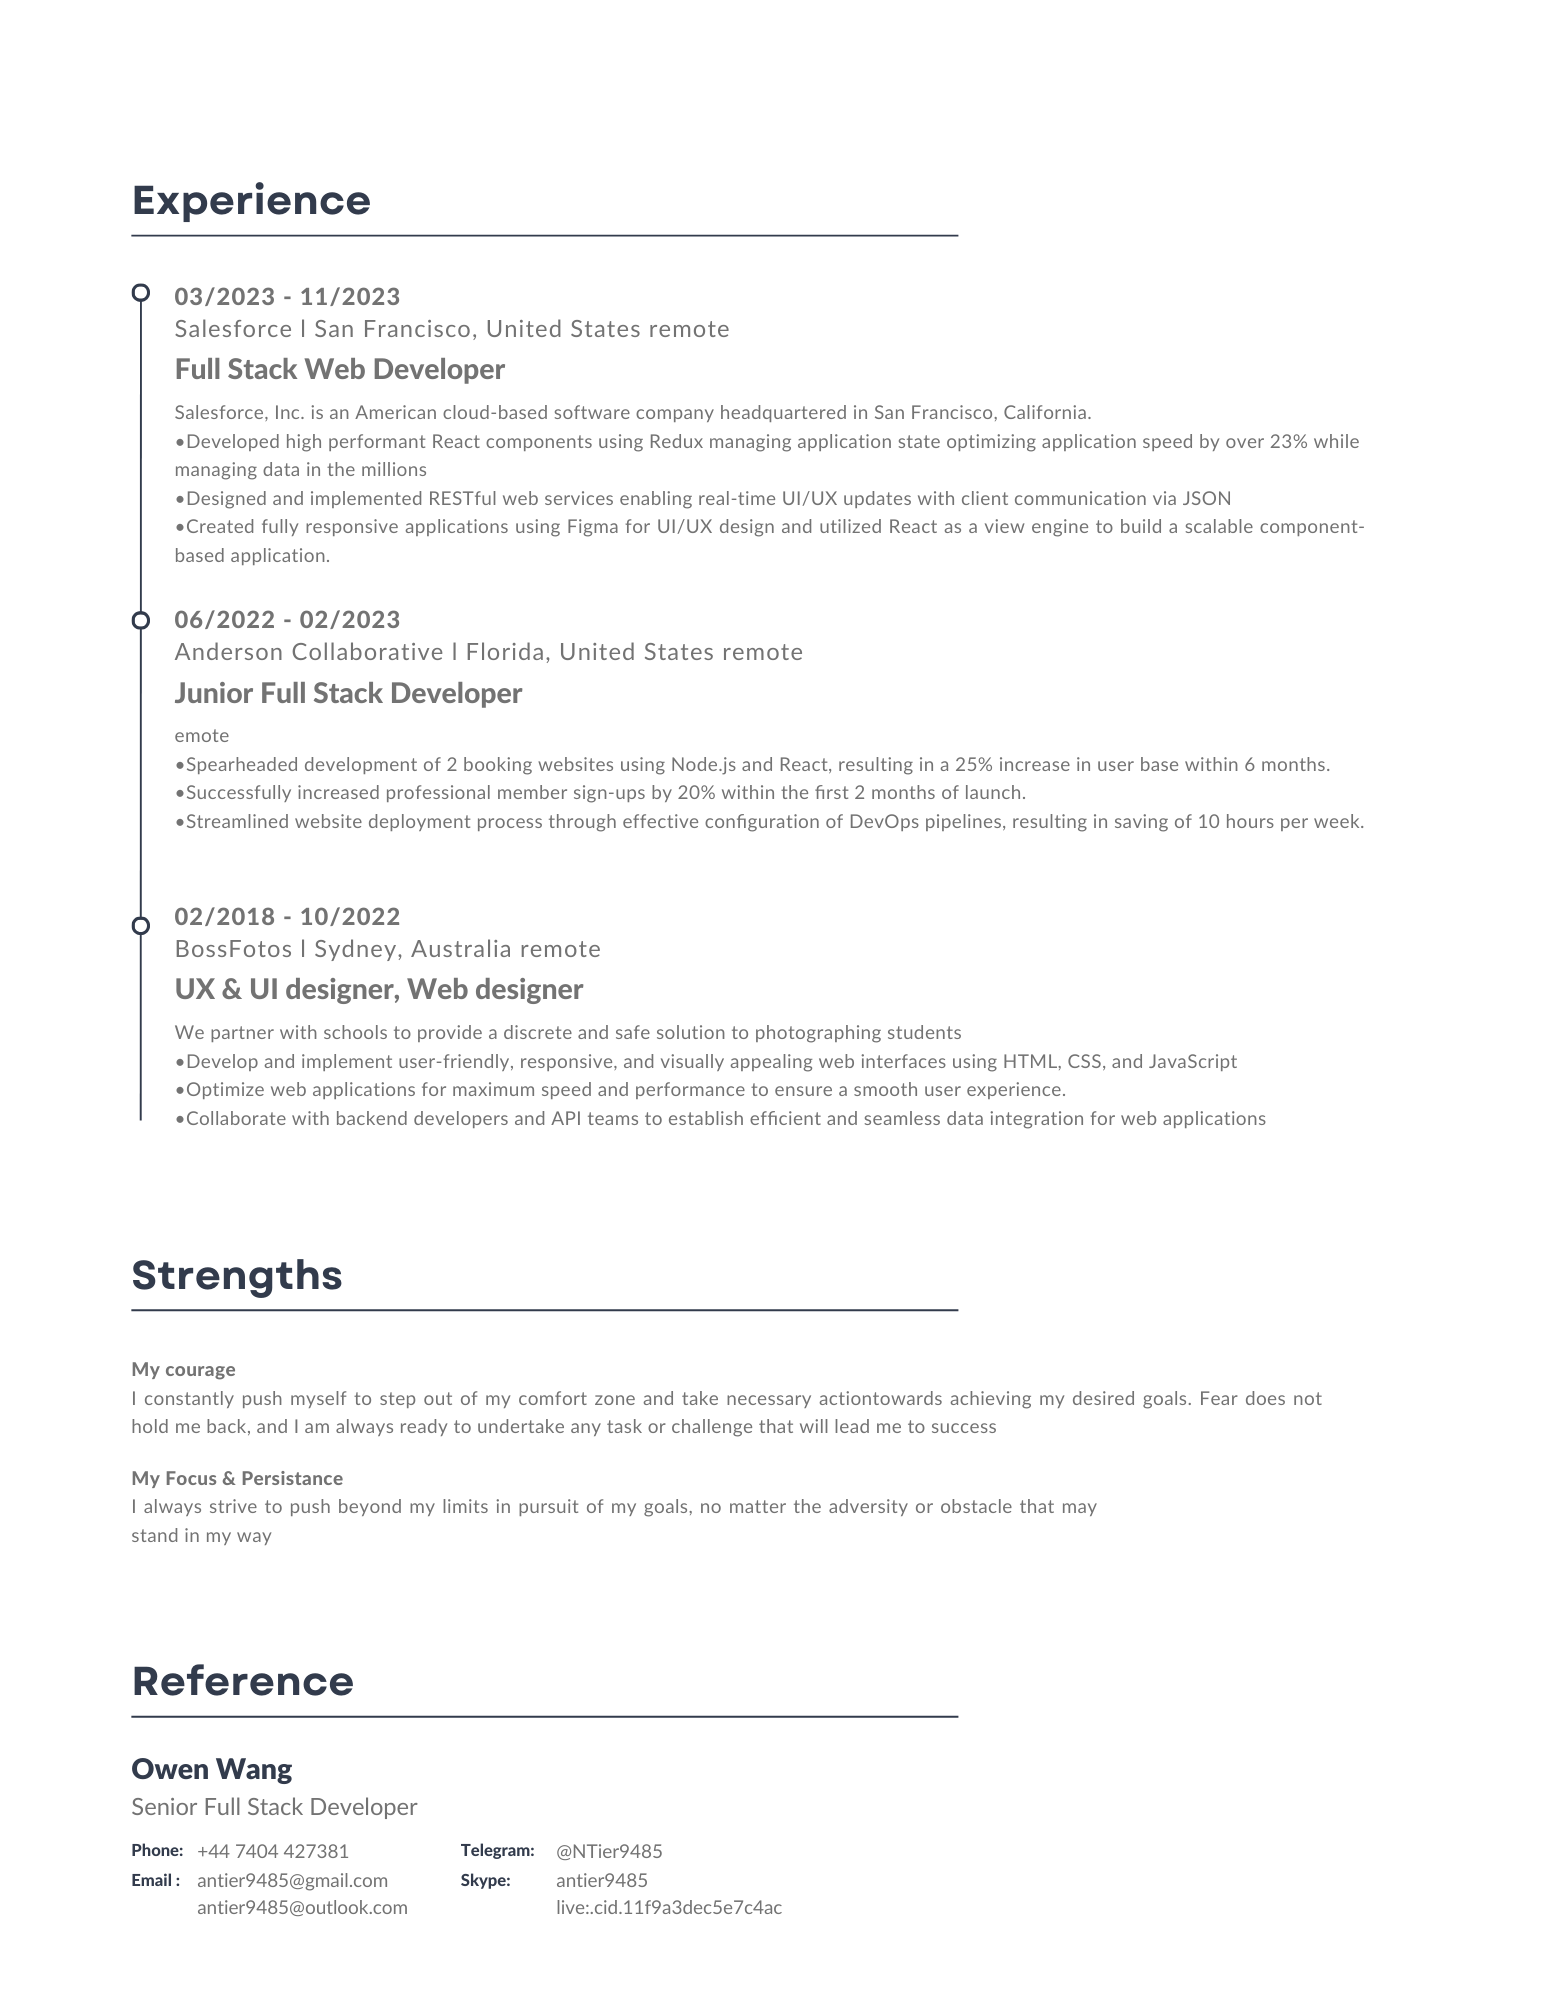 Experience
03/2023 - 11/2023
Salesforce l San Francisco, United States remote
Full Stack Web Developer
Salesforce, Inc. is an American cloud-based software company headquartered in San Francisco, California.
•Developed high performant React components using Redux managing application state optimizing application speed by over 23% while
managing data in the millions
•Designed and implemented RESTful web services enabling real-time UI/UX updates with client communication via JSON
•Created fully responsive applications using Figma for UI/UX design and utilized React as a view engine to build a scalable component-
based application.
06/2022 - 02/2023
Anderson Collaborative l Florida, United States remote
Junior Full Stack Developer
emote
•Spearheaded development of 2 booking websites using Node.js and React, resulting in a 25% increase in user base within 6 months.
•Successfully increased professional member sign-ups by 20% within the first 2 months of launch.
•Streamlined website deployment process through effective configuration of DevOps pipelines, resulting in saving of 10 hours per week.
02/2018 - 10/2022
BossFotos l Sydney, Australia remote
UX & UI designer, Web designer
We partner with schools to provide a discrete and safe solution to photographing students
•Develop and implement user-friendly, responsive, and visually appealing web interfaces using HTML, CSS, and JavaScript
•Optimize web applications for maximum speed and performance to ensure a smooth user experience.
•Collaborate with backend developers and API teams to establish efficient and seamless data integration for web applications
Strengths
My courage
I constantly push myself to step out of my comfort zone and take necessary actiontowards achieving my desired goals. Fear does not
hold me back, and I am always ready to undertake any task or challenge that will lead me to success
My Focus & Persistance
I always strive to push beyond my limits in pursuit of my goals, no matter the adversity or obstacle that may
stand in my way
Reference
Owen Wang
Senior Full Stack Developer
Phone: +44 7404 427381 Telegram: @NTier9485
Email : antier9485@gmail.com Skype: antier9485
antier9485@outlook.com live:.cid.11f9a3dec5e7c4ac